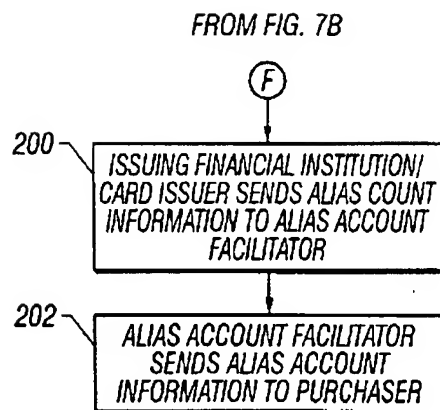 FROM FIG. 7B
F
200
ISSUING FINANCIAL INSTITUTION/
CARD ISSUER SENDS ALIAS COUNT
INFORMATION TO ALIAS ACCOUNT
FACILITATOR
202
ALIAS ACCOUNT FACILITATOR
SENDS ALIAS ACCOUNT
INFORMATION TO PURCHASER